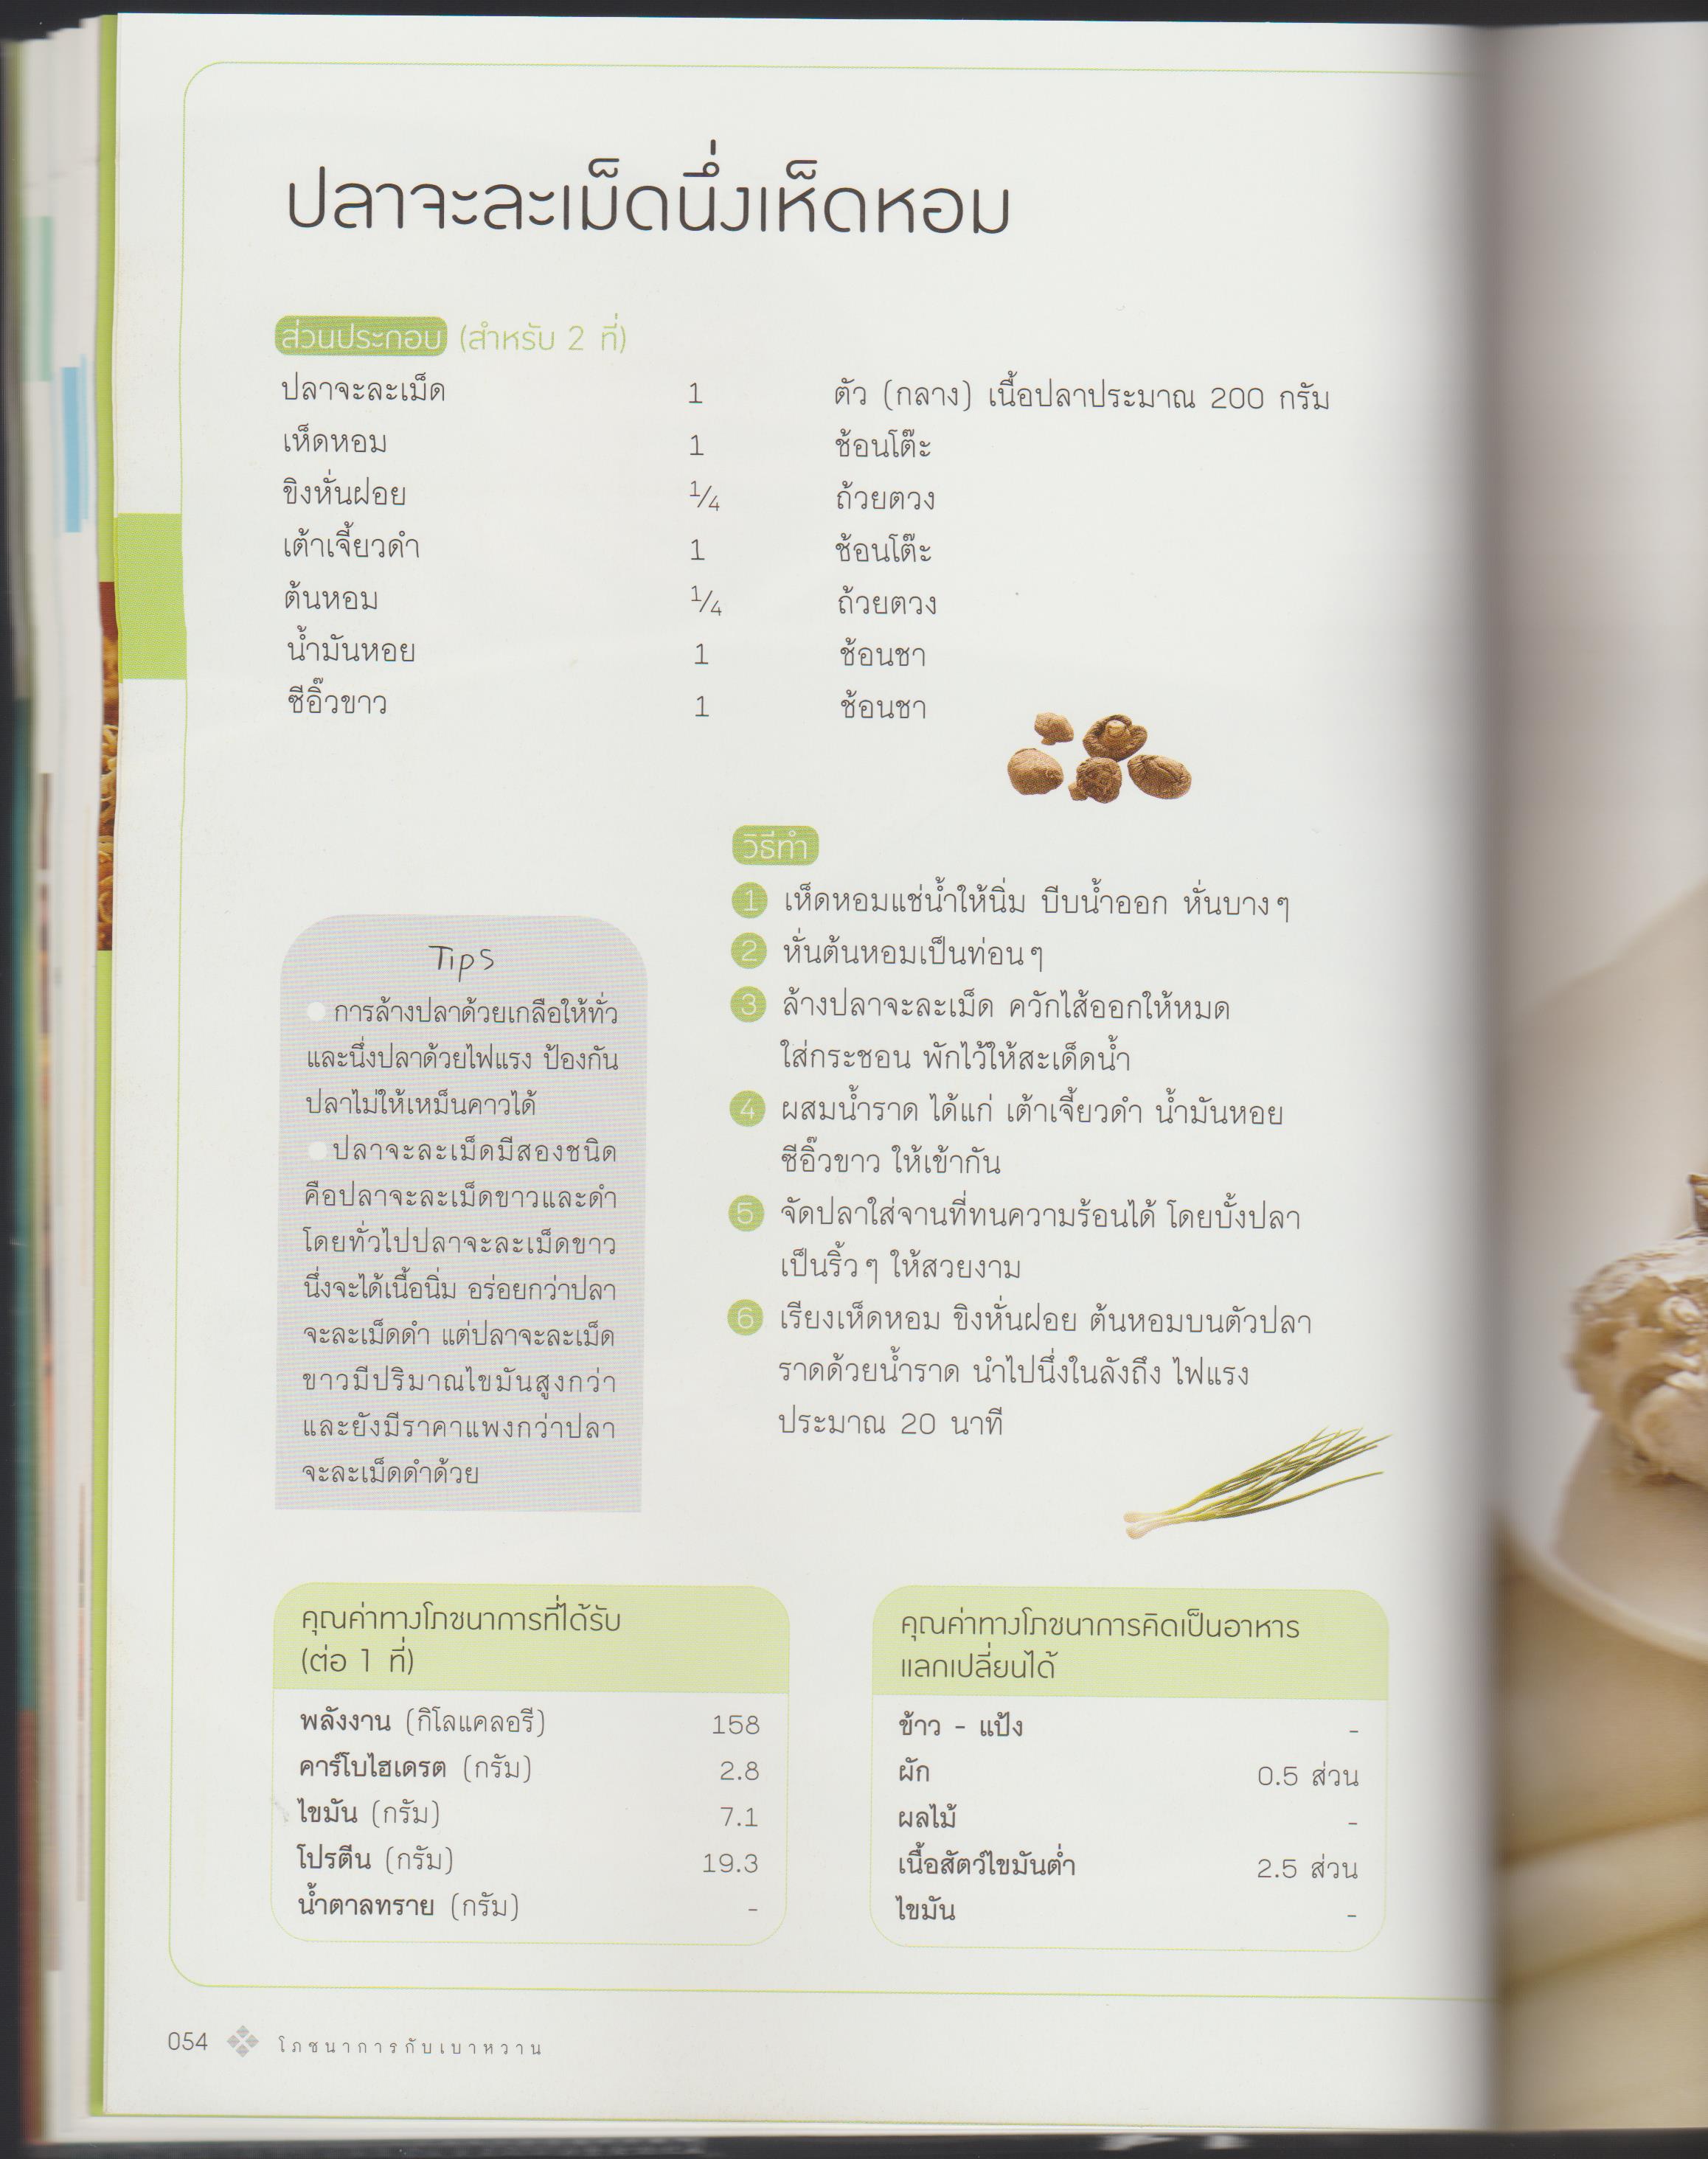 ปลาจะละเม็ดนึ่งเห็ดหอม
ส่วนประกอบ (สำหรับ 2 ที่)
ปลาจะละเม็ด 1 ตัว (กลาง) เนื้อปลาประมาณ 200 กรัม
เห็ดหอม 1 ช้อนโต๊ะ
ขิงหั่นฝอย 1/4 ถ้วยตวง
เต้าเจี้ยวดำ 1 ช้อนโต๊ะ
ต้นหอม 1/4 ถ้วยตวง
น้ำมันหอย 1 ช้อนชา
ซีอิ๊วขาว 1 ช้อนชา
วิธีทำ
1 เห็ดหอมแช่น้ำให้นิ่ม บีบน้ำออก หั่นบางๆ
2 หั่นต้นหอมเป็นท่อนๆ
3 ล้างปลาจะละเม็ด ควักไส้ออกให้หมด
ใส่กระชอน พักไว้ให้สะเด็ดน้ำ
4 ผสมน้ำราด ได้แก่ เต้าเจี้ยวดำ น้ำมันหอย
ซีอิ๊วขาว ให้เข้ากัน
5 จัดปลาใส่จานที่ทนความร้อนได้ โดยบั้งปลา
เป็นริ้วๆ ให้สวยงาม
6 เรียงเห็ดหอม ขิงหั่นฝอย ต้นหอมบนตัวปลา
ราดด้วยน้ำราด นำไปนึ่งในลังถึง ไฟแรง
ประมาณ 20 นาที
Tips
การล้างปลาด้วยเกลือให้ทั่ว
และนึ่งปลาด้วยไฟแรง ป้องกัน
ปลาไม่ให้เหม็นคาวได้
ปลาจะละเม็ดมีสองชนิด
คือปลาจะละเม็ดขาวและดำ
โดยทั่วไปปลาจะละเม็ดขาว
นึ่งจะได้เนื้อนิ่ม อร่อยกว่าปลา
จะละเม็ดดำ แต่ปลาจะละเม็ด
ขาวมีปริมาณไขมันสูงกว่า
และยังมีราคาแพงกว่าปลา
จะละเม็ดดำด้วย
คุณค่าทางโภชนาการที่ได้รับ
(ต่อ 1 ที่)
พลังงาน (กิโลแคลอรี) 158
คาร์โบไฮเดรต (กรัม) 2.8
ไขมัน (กรัม) 7.1
โปรตีน (กรัม) 19.3
น้ำตาลทราย (กรัม) -
คุณค่าทางโภชนาการคิดเป็นอาหาร
แลกเปลี่ยนได้
ข้าว - แป้ง -
ผัก 0.5 ส่วน
ผลไม้ -
เนื้อสัตว์ไขมันต่ำ 2.5 ส่วน
ไขมัน -
054 โภชนาการกับเบาหวาน